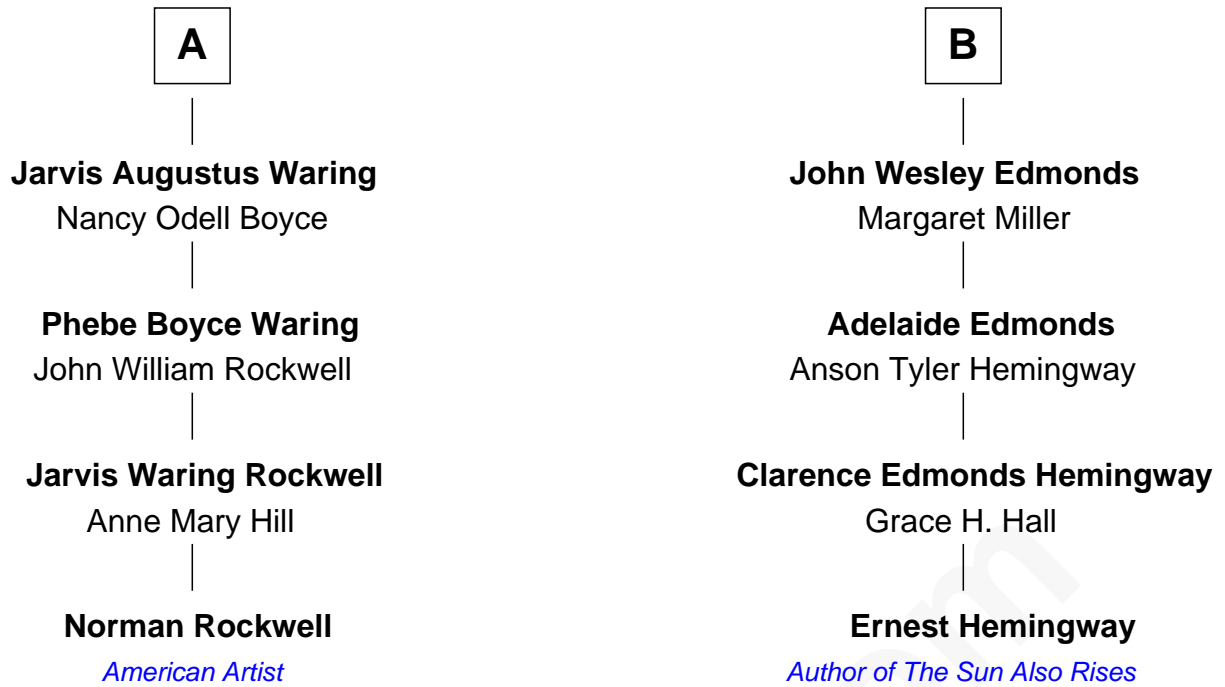 A
Jarvis Augustus Waring
Nancy Odell Boyce
Phebe Boyce Waring
John William Rockwell
Jarvis Waring Rockwell
Anne Mary Hill
Norman Rockwell
American Artist
B
John Wesley Edmonds
Margaret Miller
Adelaide Edmonds
Anson Tyler Hemingway
Clarence Edmonds Hemingway
Grace H. Hall
Ernest Hemingway
Author of The Sun Also Rises